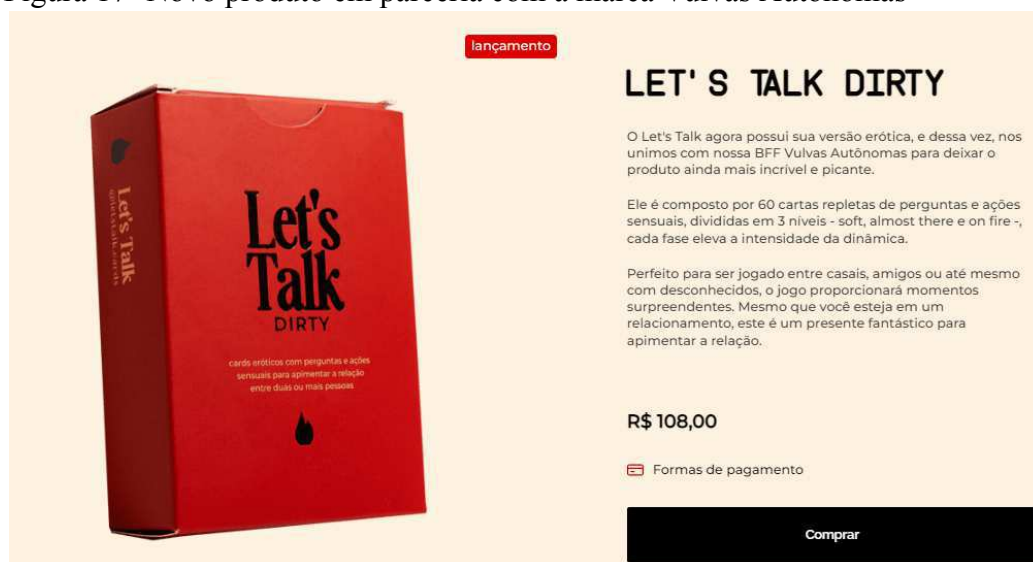 Figura 17- Novo produto em parceria com a marca Vulvas Autônomas
lançamento
LET'S TALK DIRTY
O Let's Talk agora possui sua versão erótica, e dessa vez, nos
unimos com nossa BFF Vulvas Autônomas para deixar o
produto ainda mais incrível e picante.
Ele é composto por 60 cartas repletas de perguntas e ações
sensuais, divididas em 3 níveis - soft, almost there e on fire -,
cada fase eleva a intensidade da dinâmica.
Perfeito para ser jogado entre casais, amigos ou até mesmo
com desconhecidos, o jogo proporcionará momentos
surpreendentes. Mesmo que você esteja em um
relacionamento, este é um presente fantástico para
apimentar a relação.
R$ 108,00
Formas de pagamento
Comprar
Let's Talk
@letstalk.cards
Let's
Talk
DIRTY
cards eróticos com perguntas e ações
sensuais para apimentar a relação
entre duas ou mais pessoas